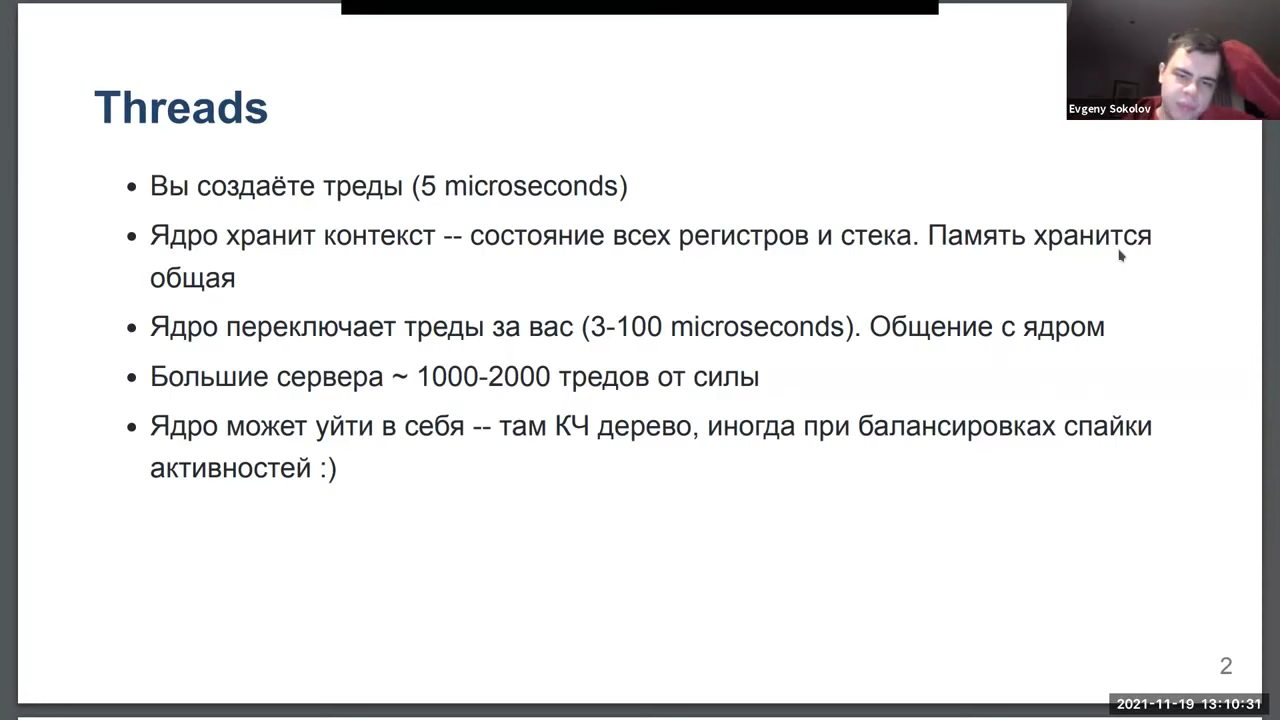 Threads
Evgeny Sokolov
• Вы создаёте треды (5 microseconds)
• Ядро хранит контекст -- состояние всех регистров и стека. Память хранится
общая
• Ядро переключает треды за вас (3-100 microseconds). Общение с ядром
• Большие сервера ~ 1000-2000 тредов от силы
• Ядро может уйти в себя -- там КЧ дерево, иногда при балансировках спайки
активностей :)
2
2021-11-19 13:10:31